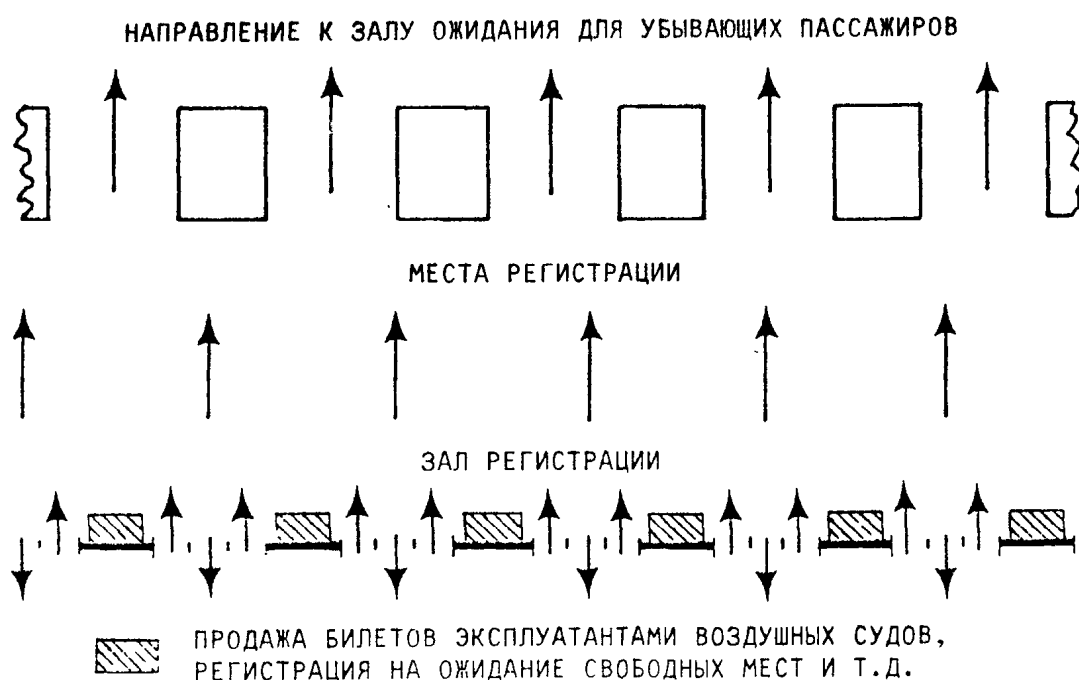 НАПРАВЛЕНИЕ К ЗАЛУ ОЖИДАНИЯ ДЛЯ УБЫВАЮЩИХ ПАССАЖИРОВ
МЕСТА РЕГИСТРАЦИИ
ЗАЛ РЕГИСТРАЦИИ
ПРОДАЖА БИЛЕТОВ ЭКСПЛУАТАНТАМИ ВОЗДУШНЫХ СУДОВ,
РЕГИСТРАЦИЯ НА ОЖИДАНИЕ СВОБОДНЫХ МЕСТ И Т.Д.